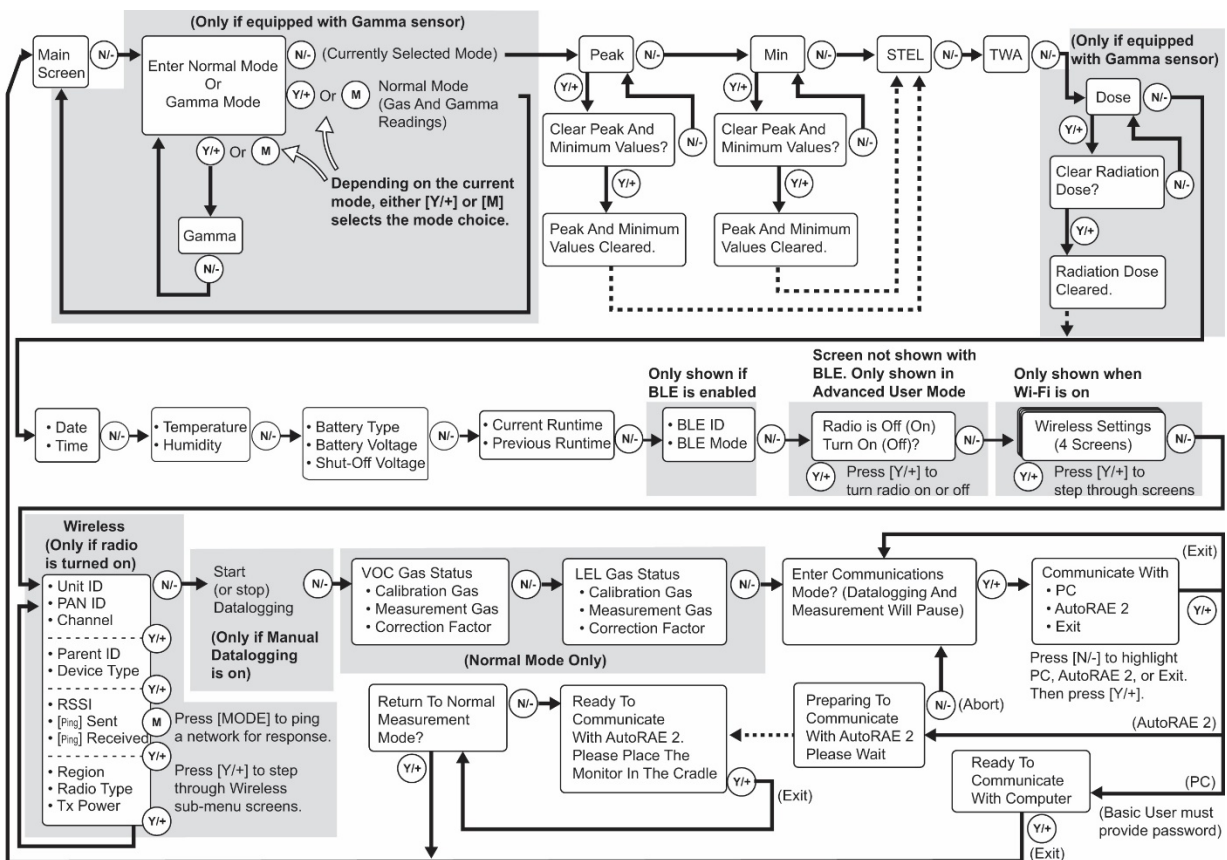 (Only if equipped with Gamma sensor)
Main
Screen
N/-
Enter Normal Mode
Or
Gamma Mode
N/-
(Currently Selected Mode)
Y/+
Or
M
Normal Mode
(Gas And Gamma
Readings)
Y/+
Or
M
Depending on the current
mode, either [Y/+] or [M]
selects the mode choice.
Gamma
N/-
Peak
N/-
Y/+
Clear Peak And
Minimum Values?
N/-
Y/+
Peak And Minimum
Values Cleared.
Min
N/-
Y/+
Clear Peak And
Minimum Values?
N/-
Y/+
Peak And Minimum
Values Cleared.
STEL
N/-
TWA
N/-
(Only if equipped
with Gamma sensor)
Dose
N/-
Y/+
Clear Radiation
Dose?
N/-
Y/+
Radiation Dose
Cleared.
• Date
• Time
N/-
• Temperature
• Humidity
N/-
• Battery Type
• Battery Voltage
• Shut-Off Voltage
N/-
• Current Runtime
• Previous Runtime
N/-
Only shown if
BLE is enabled
• BLE ID
• BLE Mode
N/-
Screen not shown with
BLE. Only shown in
Advanced User Mode
Radio is Off (On)
Turn On (Off)?
N/-
Y/+
Press [Y/+] to
turn radio on or off
Only shown when
Wi-Fi is on
Wireless Settings
(4 Screens)
N/-
Y/+
Press [Y/+] to
step through screens
Wireless
(Only if radio
is turned on)
• Unit ID
• PAN ID
• Channel
N/-
Y/+
Parent ID
• Device Type
Y/+
• RSSI
• [Ping] Sent
• [Ping] Received
M
Press [MODE] to ping
a network for response.
Y/+
• Region
• Radio Type
• Tx Power
Press [Y/+] to step
through Wireless
sub-menu screens.
Y/+
Start
(or stop)
Datalogging
N/-
(Only if Manual
Datalogging
is on)
VOC Gas Status
• Calibration Gas
• Measurement Gas
• Correction Factor
N/-
LEL Gas Status
• Calibration Gas
• Measurement Gas
• Correction Factor
N/-
(Normal Mode Only)
Enter Communications
Mode? (Datalogging And
Measurement Will Pause)
Y/+
Communicate With
• PC
• AutoRAE 2
• Exit
(Exit)
Y/+
Press [N/-] to highlight
PC, AutoRAE 2, or Exit.
Then press [Y/+].
(AutoRAE 2)
N/-
(Abort)
Preparing To
Communicate
With AutoRAE 2
Please Wait
Ready To
Communicate
With AutoRAE 2.
Please Place The
Monitor In The Cradle
Y/+
(Exit)
N/-
Return To Normal
Measurement
Mode?
Y/+
Ready To
Communicate
With Computer
(PC)
(Basic User must
provide password)
Y/+
(Exit)